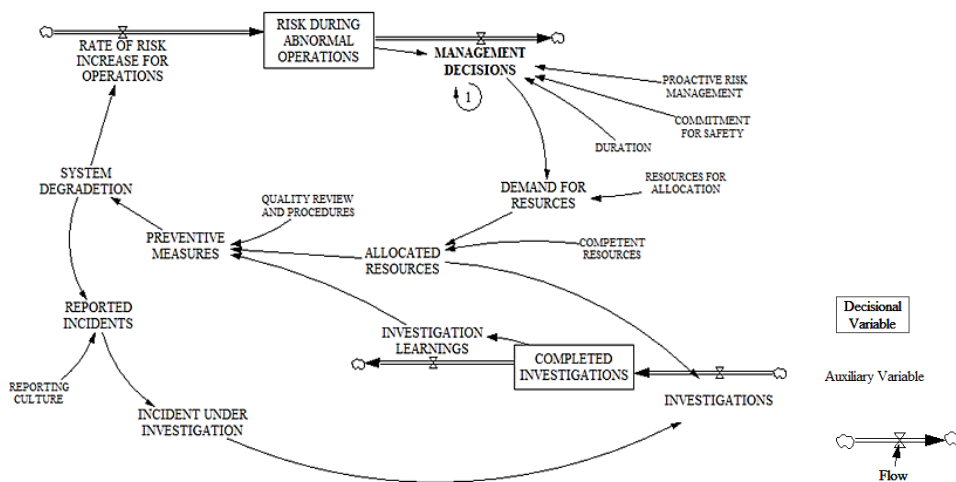 RATE OF RISK
INCREASE FOR
OPERATIONS
RISK DURING
ABNORMAL
OPERATIONS
MANAGEMENT
DECISIONS
1
PROACTIVE RISK
MANAGEMENT
COMMITMENT
FOR SAFETY
DURATION
SYSTEM
DEGRADETION
DEMAND FOR
RESURCES
RESOURCES FOR
ALLOCATION
QUALITY REVIEW
AND PROCEDURES
PREVENTIVE
MEASURES
ALLOCATED
RESOURCES
COMPETENT
RESOURCES
REPORTED
INCIDENTS
INVESTIGATION
LEARNINGS
COMPLETED
INVESTIGATIONS
INVESTIGATIONS
REPORTING
CULTURE
INCIDENT UNDER
INVESTIGATION
Decisional
Variable
Auxiliary Variable
Flow